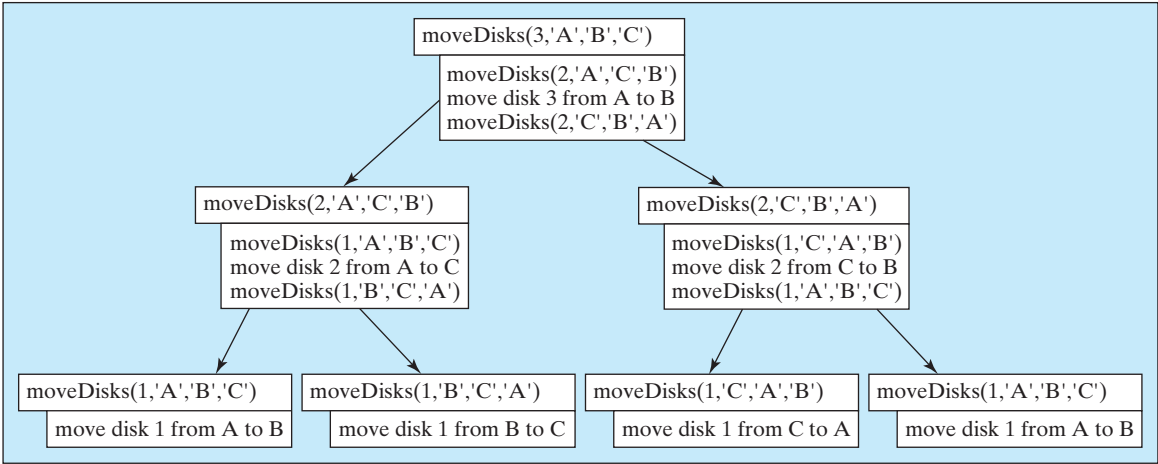 moveDisks(3,'A','B','C')
moveDisks(2,'A','C','B')
move disk 3 from A to B
moveDisks(2,'C','B','A')
moveDisks(2,'A','C','B')
moveDisks(1,'A','B','C')
move disk 2 from A to C
moveDisks(1,'B','C','A')
moveDisks(2,'C','B','A')
moveDisks(1,'C','A','B')
move disk 2 from C to B
moveDisks(1,'A','B','C')
moveDisks(1,'A','B','C')
move disk 1 from A to B
moveDisks(1,'B','C','A')
move disk 1 from B to C
moveDisks(1,'C','A','B')
move disk 1 from C to A
moveDisks(1,'A','B','C')
move disk 1 from A to B